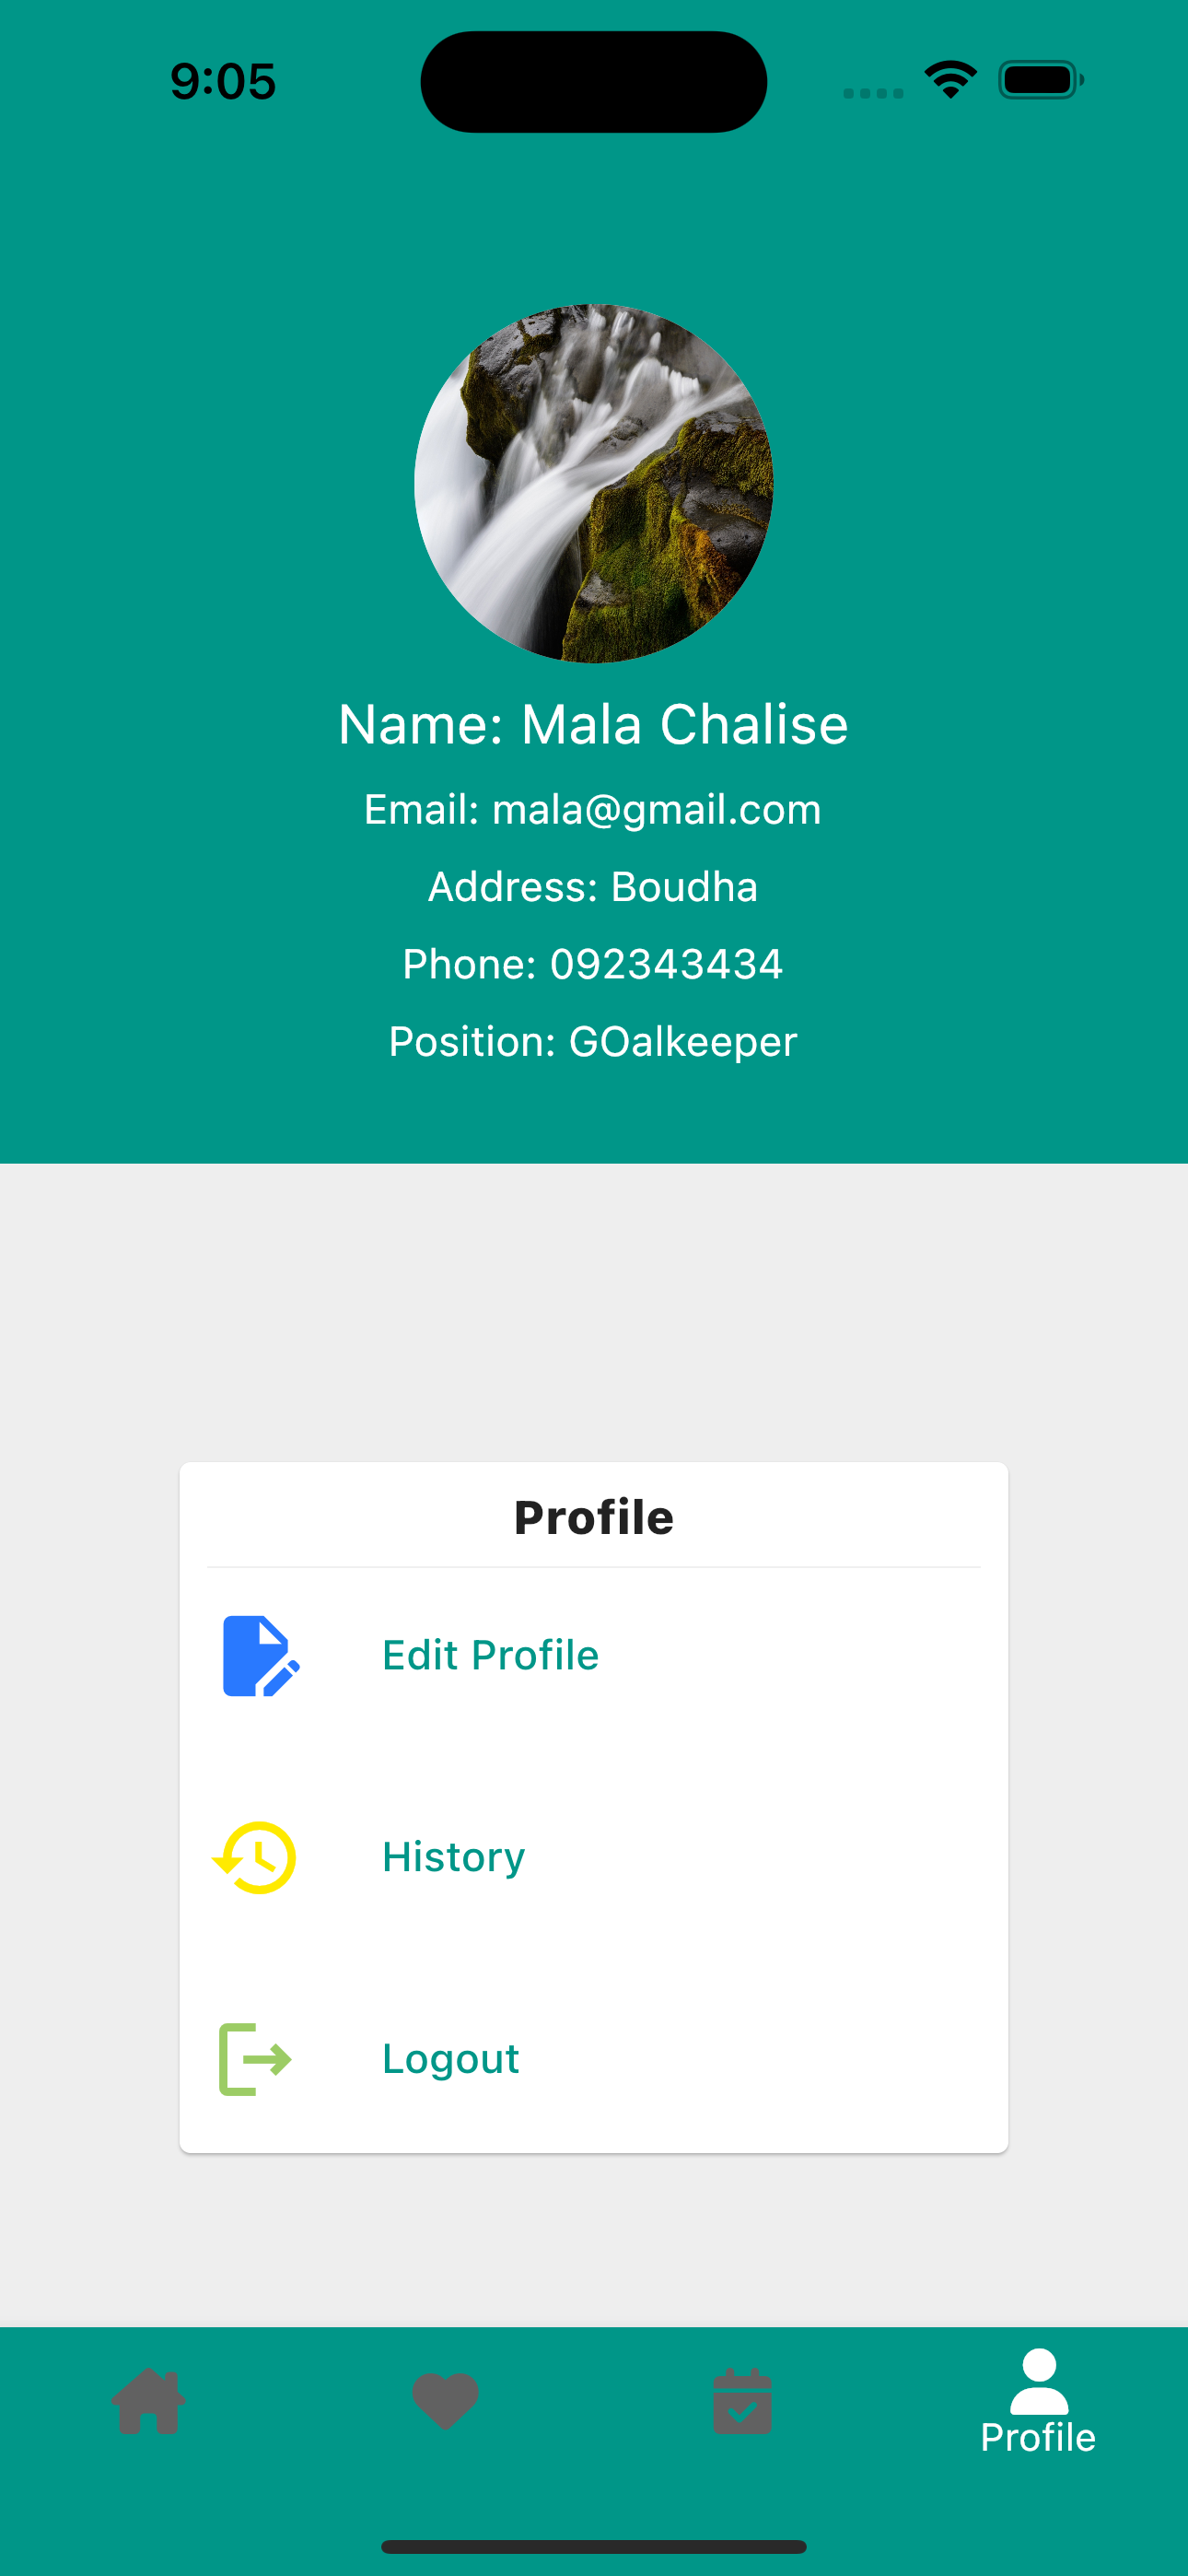 9:05
Name: Mala Chalise
Email: mala@gmail.com
Address: Boudha
Phone: 092343434
Position: GOalkeeper
Profile
Edit Profile
History
Logout
Profile